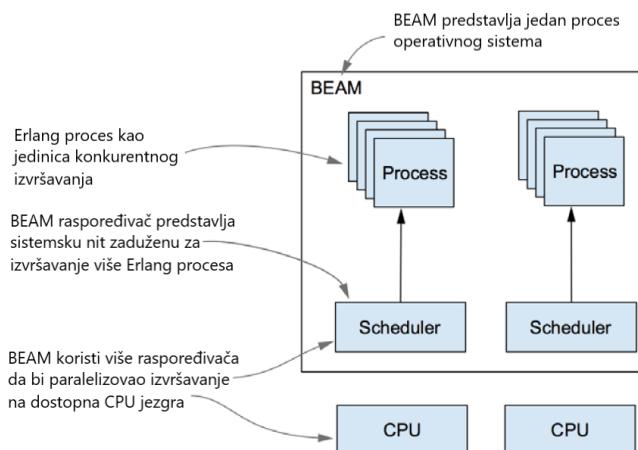 BEAM predstavlja jedan proces
operativnog sistema
BEAM
Erlang proces kao
jedinica konkurentnog
izvršavanja
Process
Process
BEAM raspoređivač predstavlja
sistemsku nit zaduženu za
izvršavanje više Erlang procesa
Scheduler
Scheduler
BEAM koristi više raspoređivača
da bi paralelizovao izvršavanje
na dostopna CPU jezgra
CPU
CPU